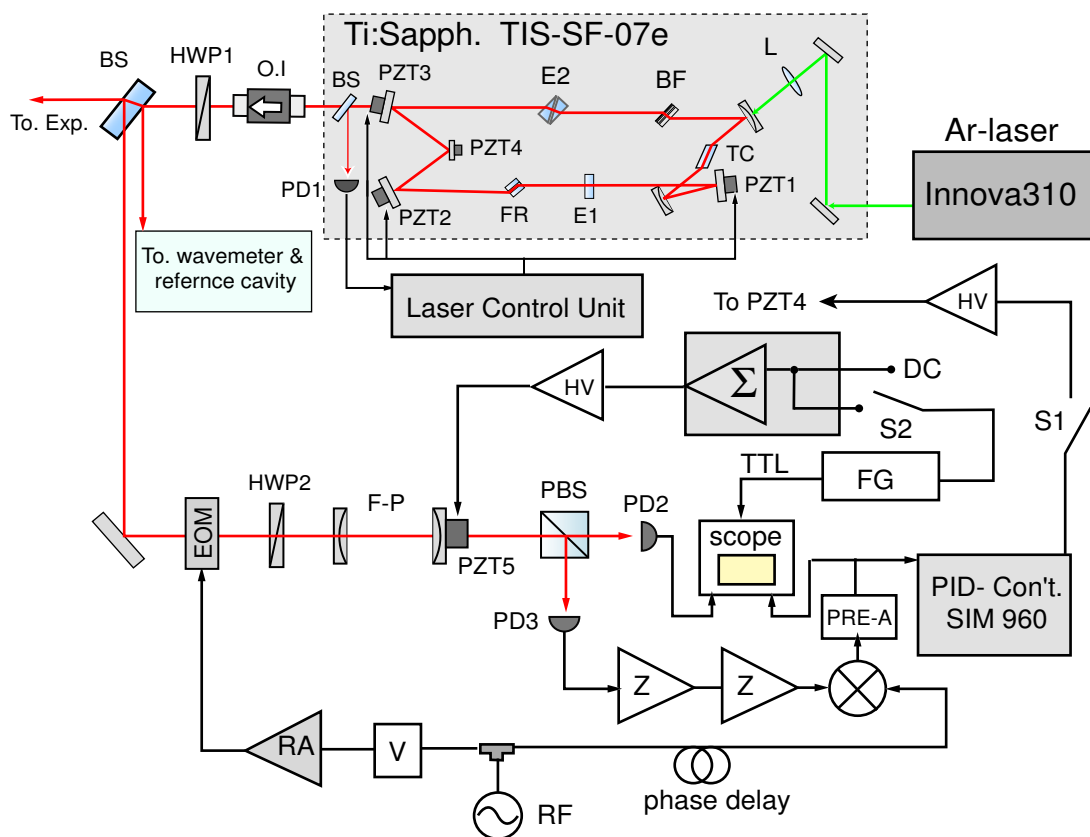 Ti:Sapph. TIS-SF-07e
BS
HWP1
O.I
BS
PZT3
E2
BF
L
To. Exp.
PZT4
TC
PD1
PZT2
FR
E1
PZT1
Ar-laser
Innova310
To. wavemeter &
refernce cavity
Laser Control Unit
To PZT4
HV
HV
Σ
DC
S2
S1
TTL
FG
HWP2
F-P
PBS
PD2
scope
EOM
PZT5
PID- Con't.
SIM 960
PD3
PRE-A
Z
Z
RA
V
RF
phase delay